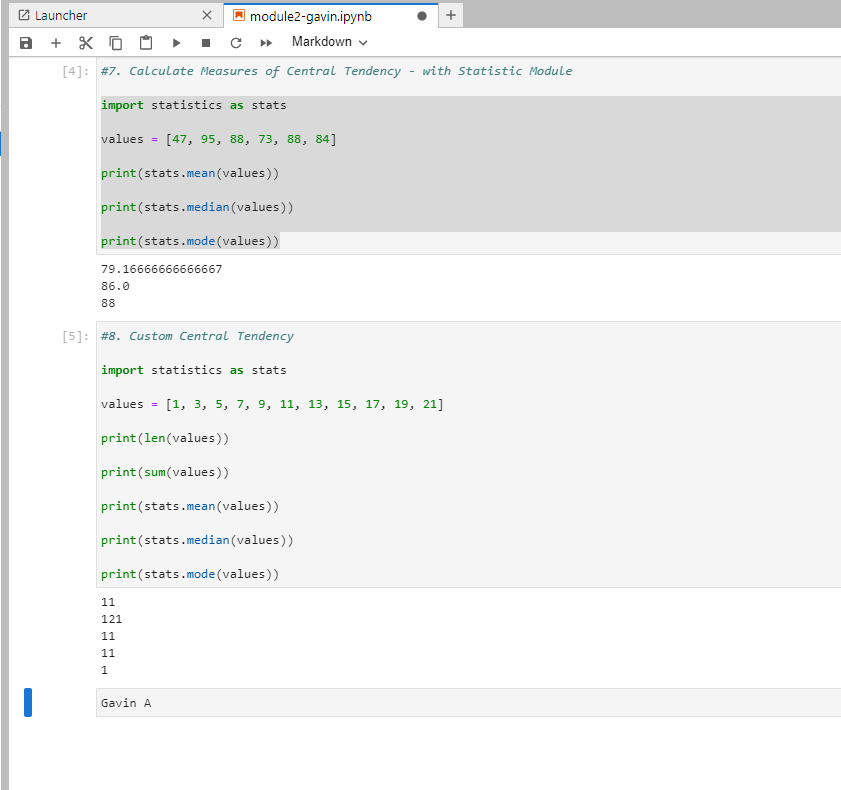 Launcher
module2-gavin.ipynb
Markdown
[4]:
#7. Calculate Measures of Central Tendency - with Statistic Module
import statistics as stats
values = [47, 95, 88, 73, 88, 84]
print(stats.mean(values))
print(stats.median(values))
print(stats.mode(values))
79.16666666666667
86.0
88
[5]:
#8. Custom Central Tendency
import statistics as stats
values = [1, 3, 5, 7, 9, 11, 13, 15, 17, 19, 21]
print(len(values))
print(sum(values))
print(stats.mean(values))
print(stats.median(values))
print(stats.mode(values))
11
121
11
11
1
Gavin A